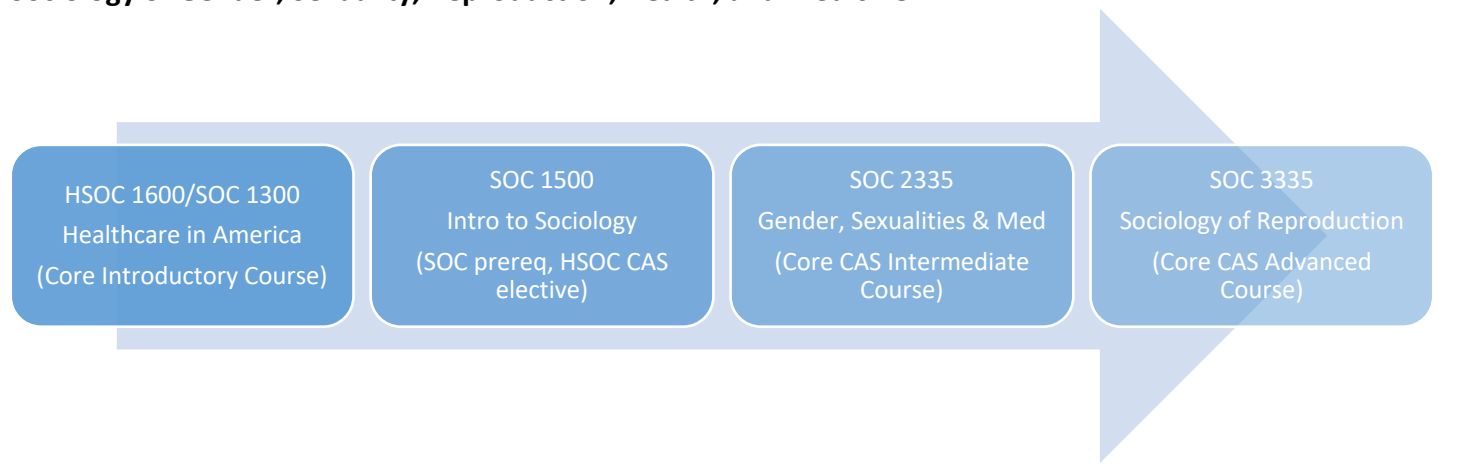 HSOC 1600/SOC 1300
Healthcare in America
(Core Introductory Course)
SOC 1500
Intro to Sociology
(SOC prereq, HSOC CAS
elective)
SOC 2335
Gender, Sexualities & Med
(Core CAS Intermediate
Course)
SOC 3335
Sociology of Reproduction
(Core CAS Advanced
Course)